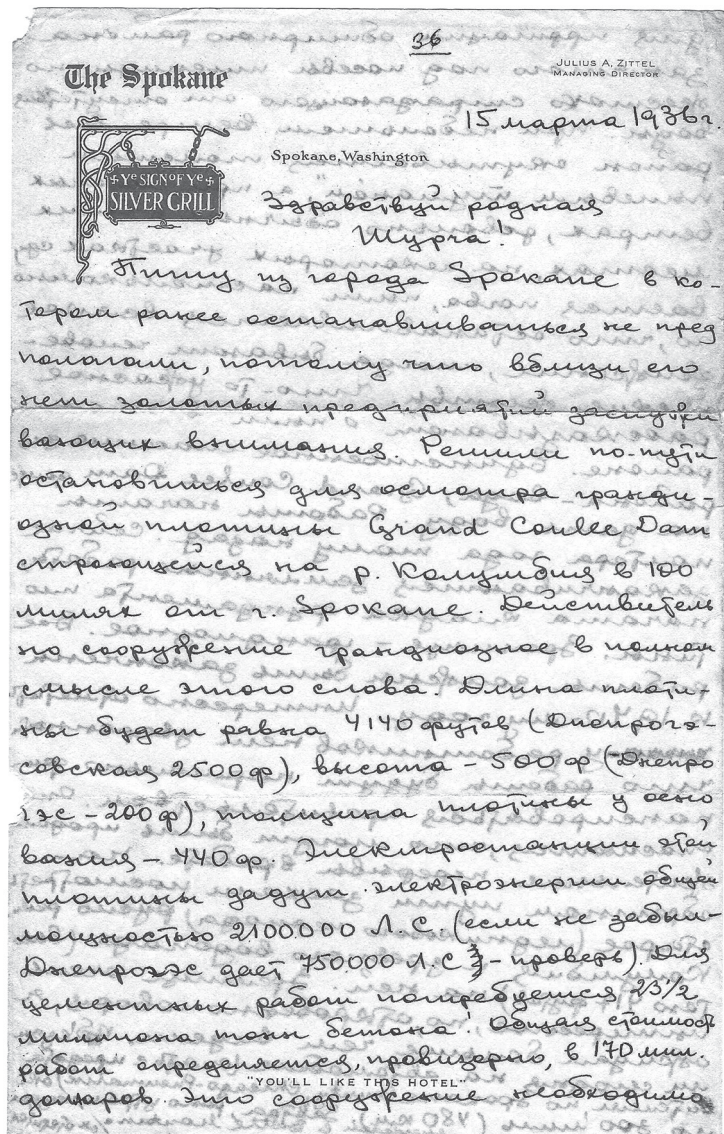 36
The Spokane
JULIUS A. ZITTEL
MANAGING DIRECTOR
15 марта 1936 г.
Spokane, Washington
YE SIGN OF YE
SILVER GRILL
Здравствуй родная
Шурча!
Пишу из города Spokane в ко-
тором ранее останавливаться не пред
полагали, потому что вблизи его
нет золотых предприятий заслужи
вающих внимания. Решили по-пути
остановиться для осмотра гранди-
озной плотины Grand Coulee Dam
строющейся на р. Колумбия в 100
милях от г. Spokane. Действитель
но сооружение грандиозное в полном
смысле этого слова. Длина плоти-
ны будет равна 4140 футов (Днепрогэ-
совская 2500 ф), высота - 500 ф (Днепро
гэс - 200 ф), толщина плотины у осно
вания - 440 ф. Электростанции этой
плотины дадут электроэнергии общей
мощностью 2100000 Л.С. (если не забыл-
Днепрогэс дает 750000 Л.С - проверь). Для
цементных работ потребуется 23 1/2
миллиона тонн бетона! Общая стоимость
работ определяется, провизорно, в 170 мил.
"YOU'LL LIKE THIS HOTEL"
долларов. Это сооружение необходимо